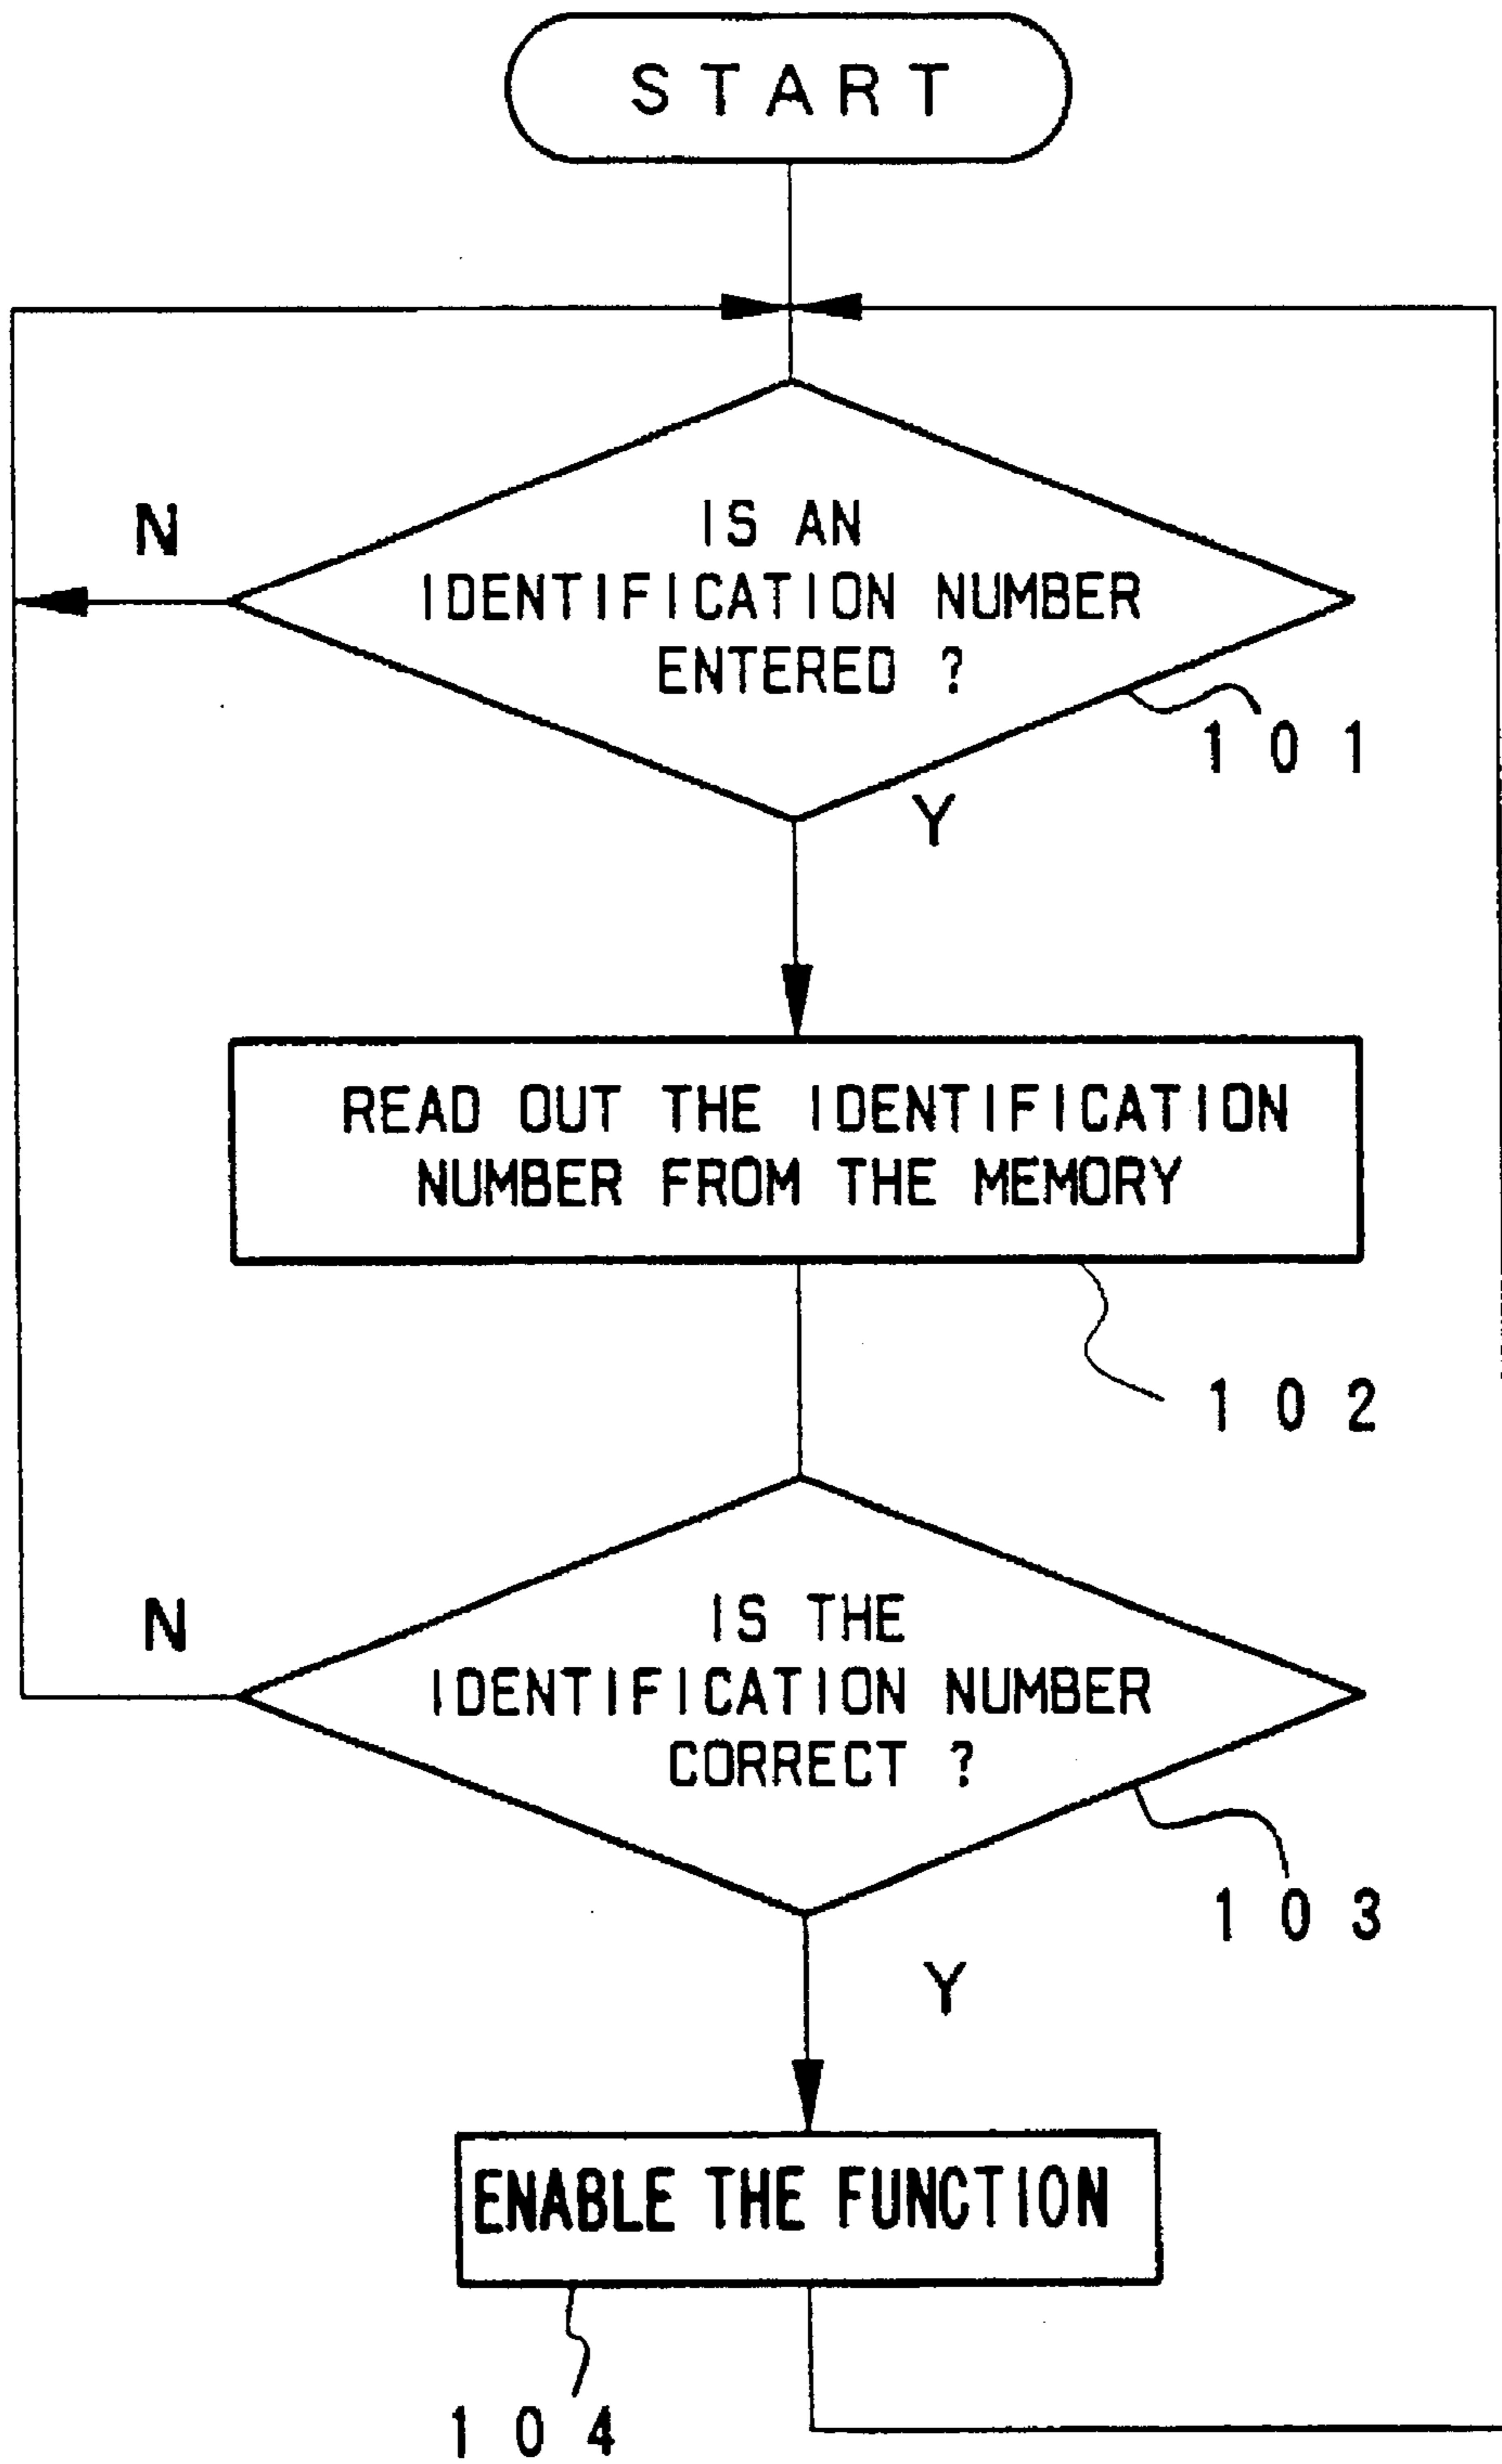 START
N
IS AN
IDENTIFICATION NUMBER
ENTERED ?
101
Y
READ OUT THE IDENTIFICATION
NUMBER FROM THE MEMORY
102
N
IS THE
IDENTIFICATION NUMBER
CORRECT ?
103
Y
ENABLE THE FUNCTION
104